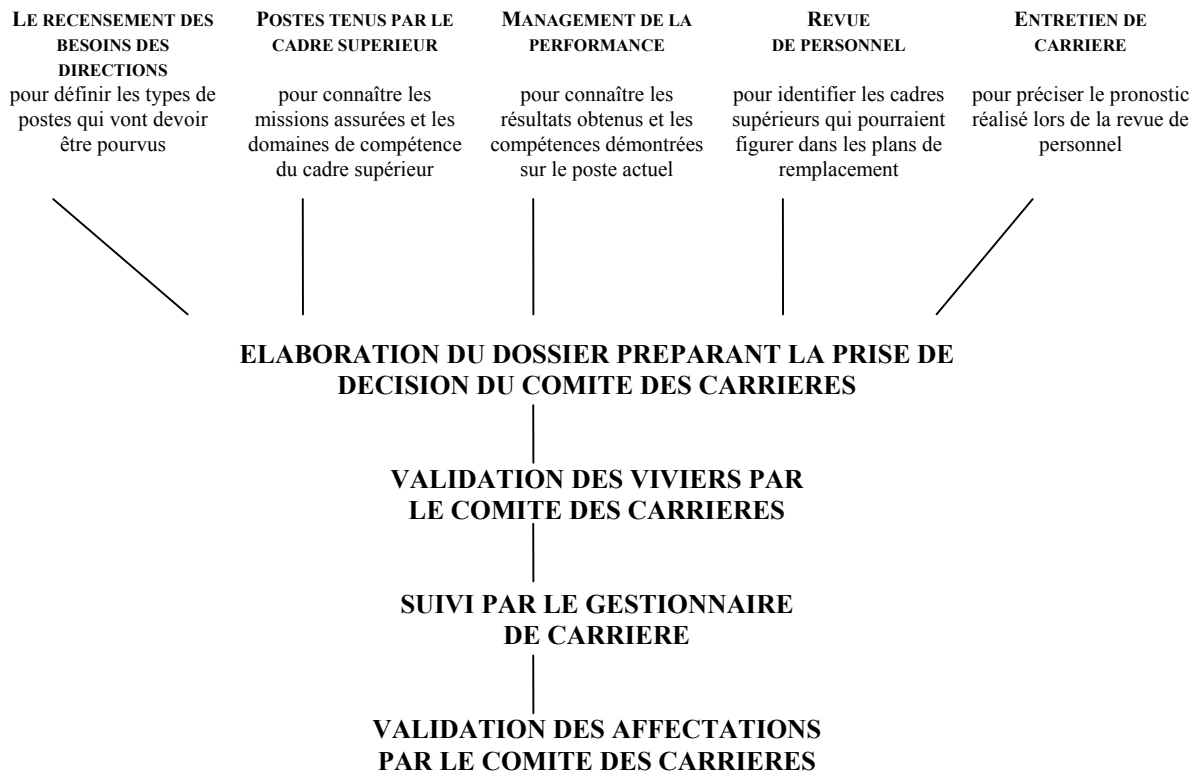 LE RECENSEMENT DES
BESOINS DES
DIRECTIONS
pour définir les types de
postes qui vont devoir
être pourvus
POSTES TENUS PAR LE
CADRE SUPERIEUR
pour connaître les
missions assurées et les
domaines de compétence
du cadre supérieur
MANAGEMENT DE LA
PERFORMANCE
pour connaître les
résultats obtenus et les
compétences démontrées
sur le poste actuel
REVUE
DE PERSONNEL
pour identifier les cadres
supérieurs qui pourraient
figurer dans les plans de
remplacement
ENTRETIEN DE
CARRIERE
pour préciser le pronostic
réalisé lors de la revue de
personnel
ELABORATION DU DOSSIER PREPARANT LA PRISE DE
DECISION DU COMITE DES CARRIERES
VALIDATION DES VIVIERS PAR
LE COMITE DES CARRIERES
SUIVI PAR LE GESTIONNAIRE
DE CARRIERE
VALIDATION DES AFFECTATIONS
PAR LE COMITE DES CARRIERES